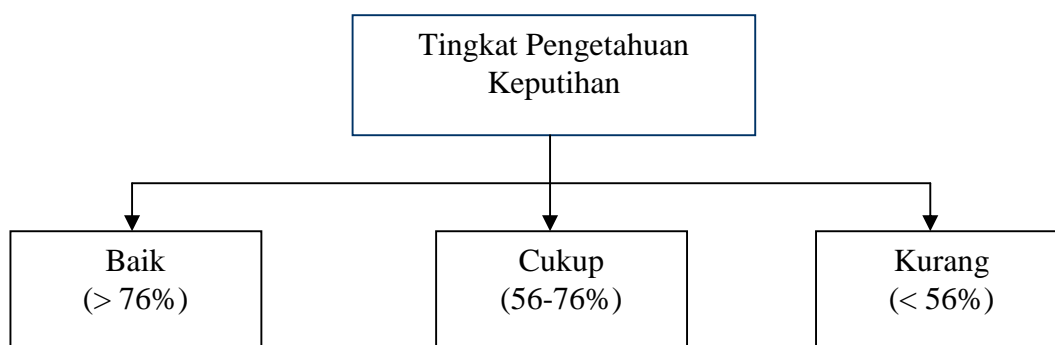 Tingkat Pengetahuan
Keputihan
Baik
(> 76%)
Cukup
(56-76%)
Kurang
(< 56%)